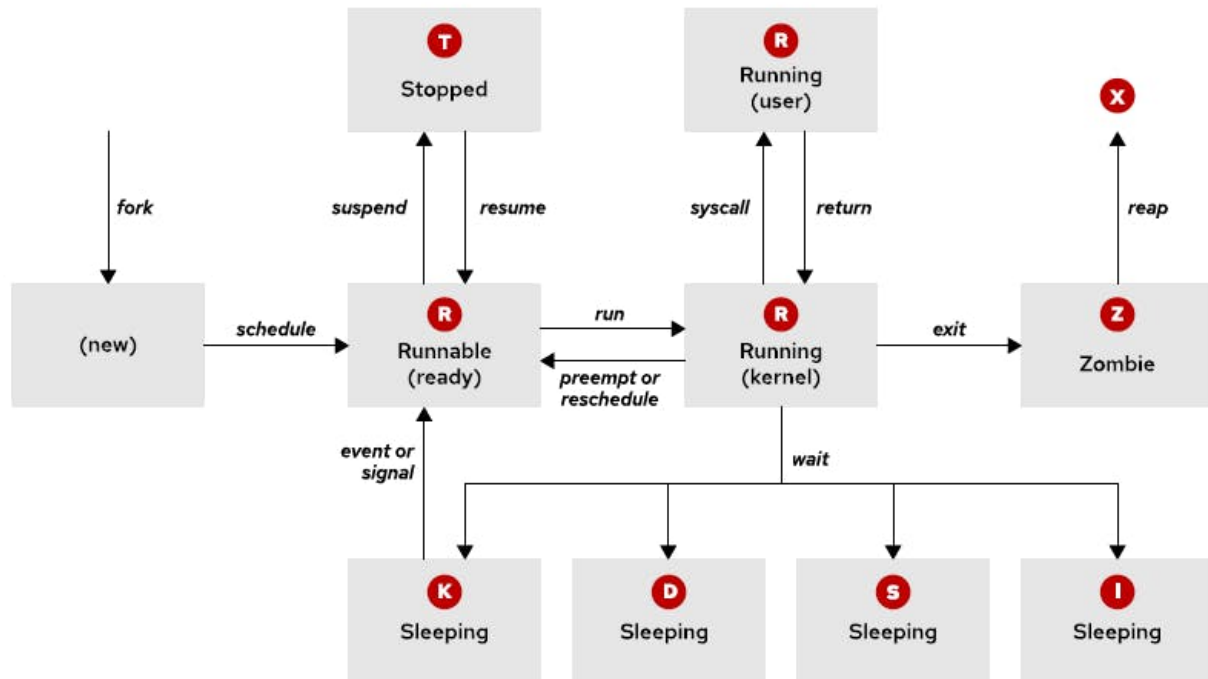 T
Stopped
R
Running
(user)
X
fork
suspend
resume
syscall
return
reap
(new)
schedule
R
Runnable
(ready)
run
preempt or
reschedule
R
Running
(kernel)
exit
Z
Zombie
event or
signal
wait
K
Sleeping
D
Sleeping
S
Sleeping
I
Sleeping